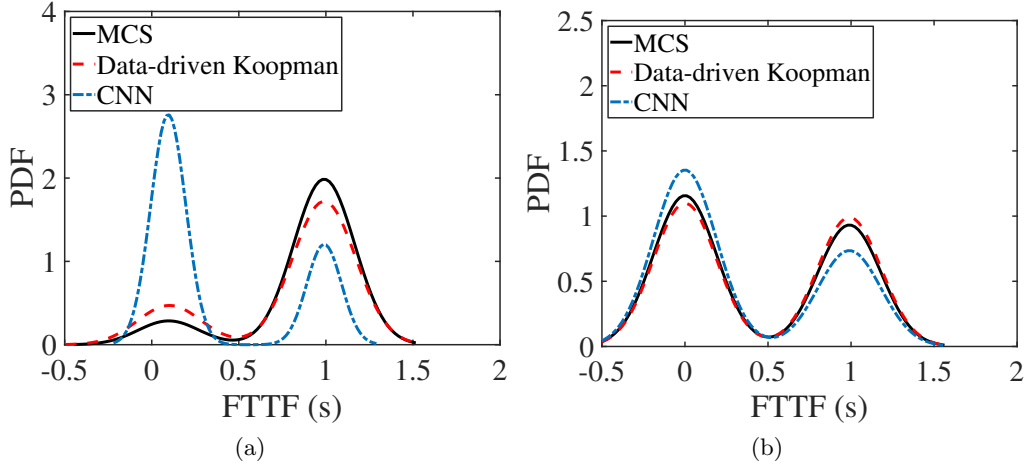 4
3
2
1
0
PDF
MCS
Data-driven Koopman
CNN
-0.5
0
0.5
1
1.5
2
FTTF (s)
(a)
2.5
2
1.5
1
0.5
0
PDF
MCS
Data-driven Koopman
CNN
-0.5
0
0.5
1
1.5
2
FTTF (s)
(b)